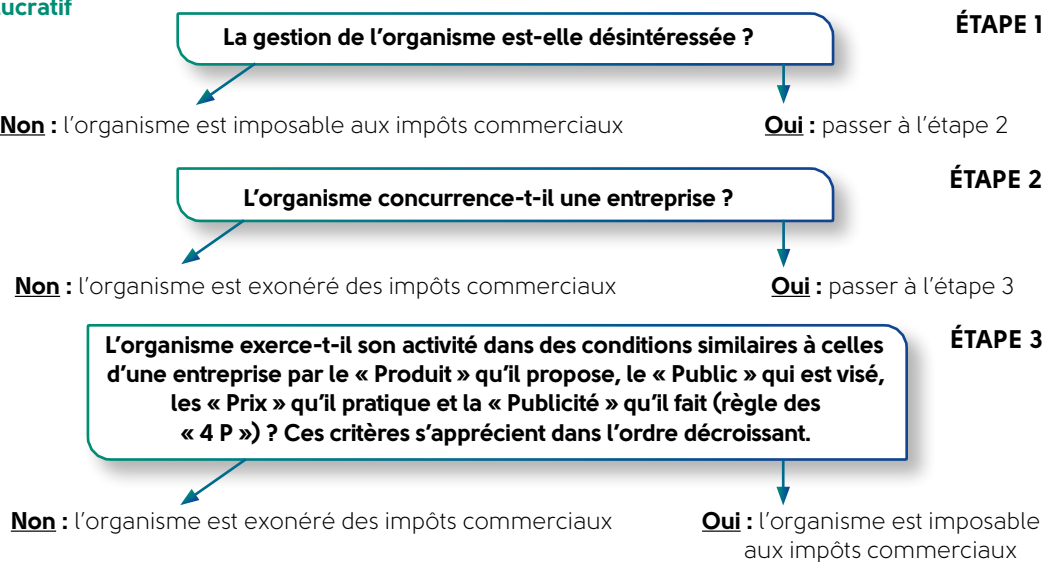 ucratif
La gestion de l'organisme est-elle désintéressée ?
ÉTAPE 1
Non : l'organisme est imposable aux impôts commerciaux
Oui : passer à l'étape 2
L'organisme concurrence-t-il une entreprise ?
ÉTAPE 2
Non : l'organisme est exonéré des impôts commerciaux
Oui : passer à l'étape 3
L'organisme exerce-t-il son activité dans des conditions similaires à celles
d'une entreprise par le « Produit » qu'il propose, le « Public » qui est visé,
les « Prix » qu'il pratique et la « Publicité » qu'il fait (règle des
« 4 P ») ? Ces critères s'apprécient dans l'ordre décroissant.
ÉTAPE 3
Non : l'organisme est exonéré des impôts commerciaux
Oui : l'organisme est imposable
aux impôts commerciaux